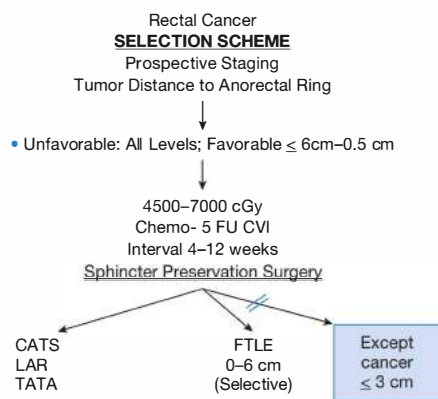 Rectal Cancer
SELECTION SCHEME
Prospective Staging
Tumor Distance to Anorectal Ring
• Unfavorable: All Levels; Favorable ≤ 6cm–0.5 cm
4500–7000 cGy
Chemo- 5 FU CVI
Interval 4–12 weeks
Sphincter Preservation Surgery
CATS
LAR
TATA
FTLE
0–6 cm
(Selective)
Except
cancer
≤ 3 cm